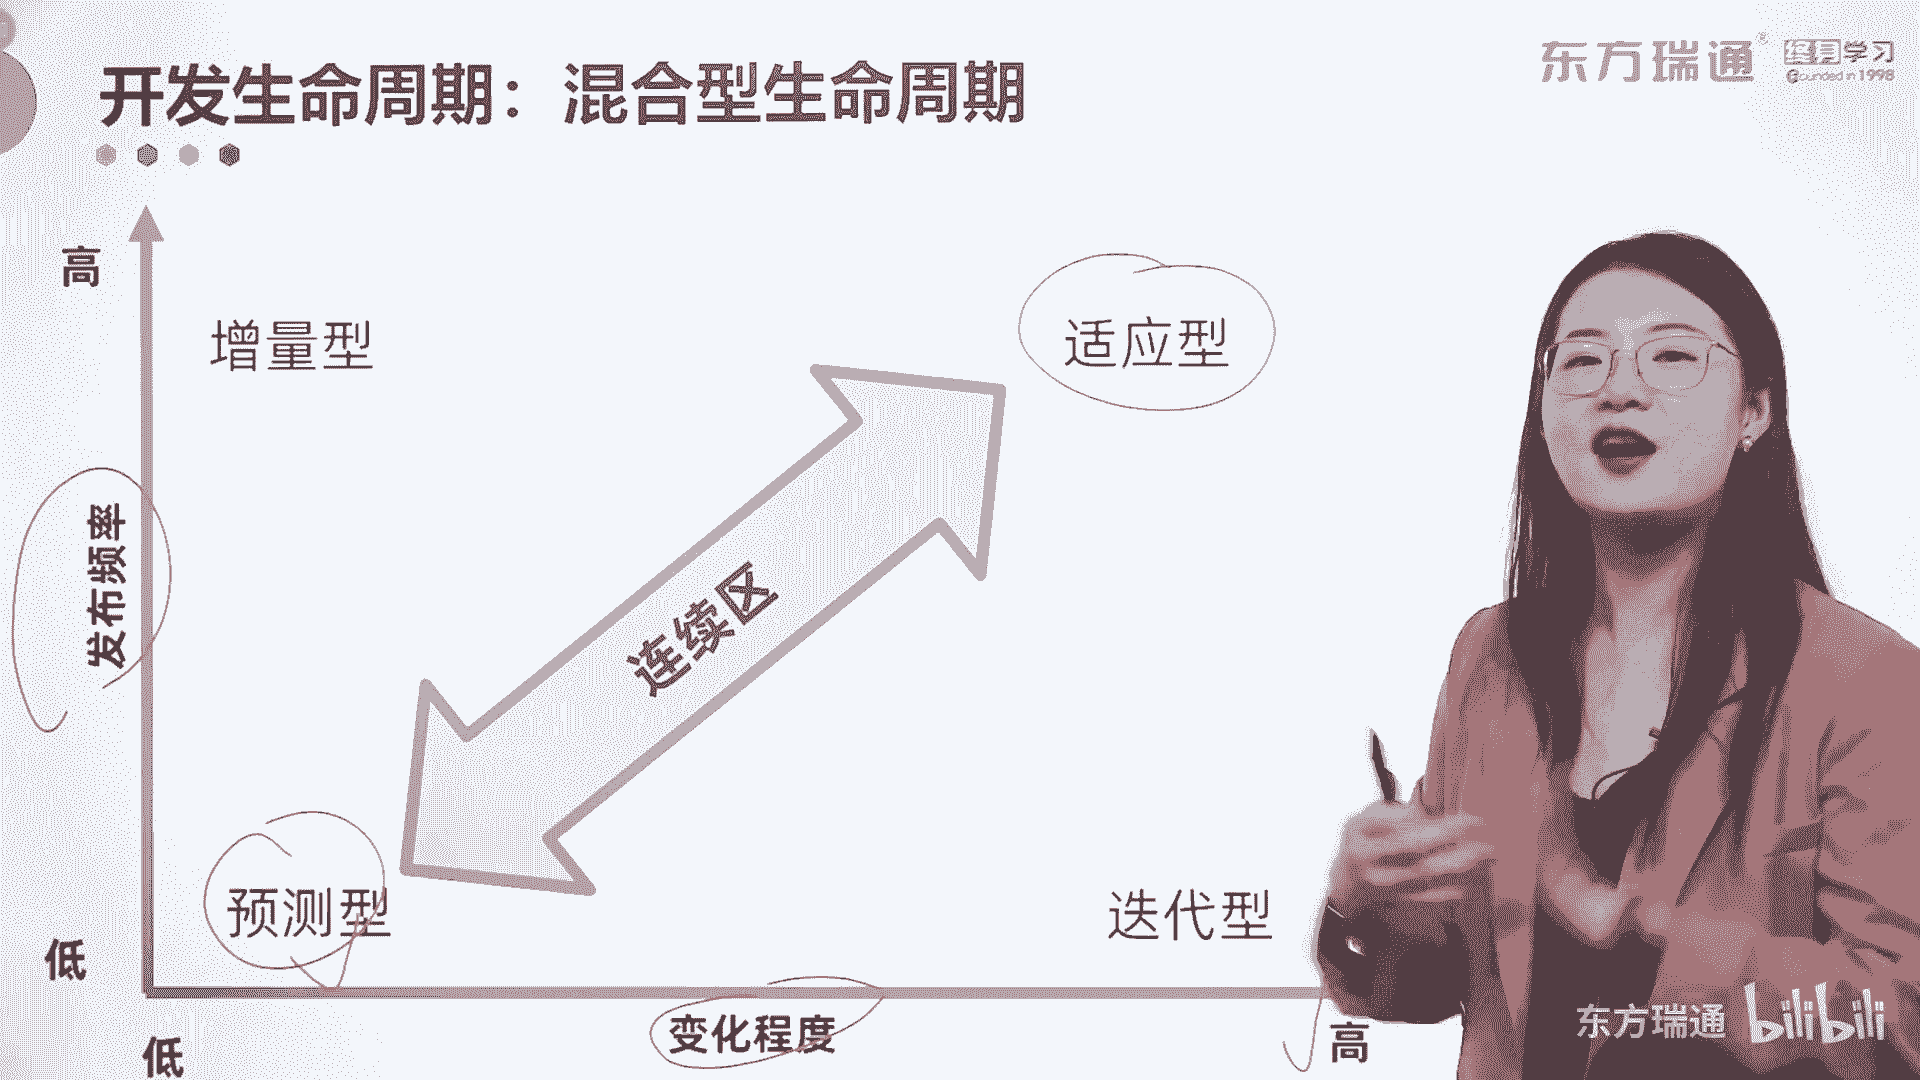 开发生命周期：混合型生命周期
东方瑞通®
终身学习
Founded in 1998
高
增量型
适应型
发布频率
连续区
预测型
迭代型
低
低
变化程度
高
东方瑞通 bilibili